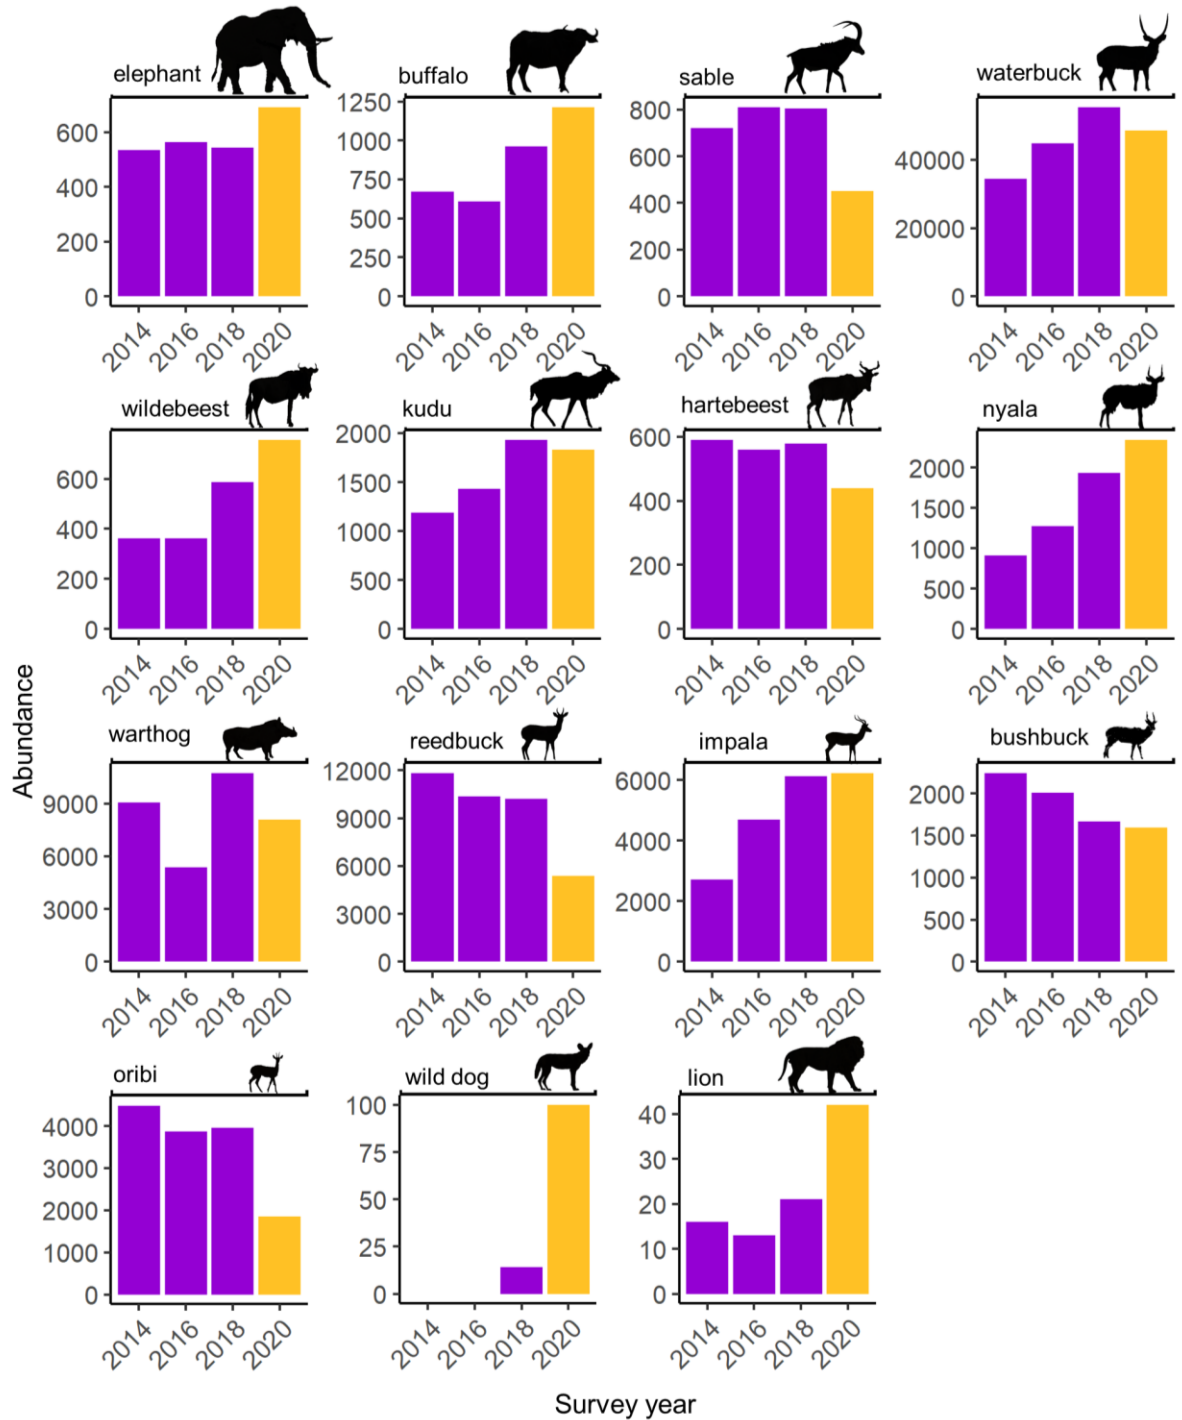 elephant
600
400
200
0
2014 2016 2018 2020
buffalo
1250
1000
750
500
250
0
2014 2016 2018 2020
sable
800
600
400
200
0
2014 2016 2018 2020
waterbuck
40000
20000
0
2014 2016 2018 2020
wildebeest
600
400
200
0
2014 2016 2018 2020
kudu
2000
1500
1000
500
0
2014 2016 2018 2020
hartebeest
600
400
200
0
2014 2016 2018 2020
nyala
2000
1500
1000
500
0
2014 2016 2018 2020
Abundance
warthog
9000
6000
3000
0
2014 2016 2018 2020
reedbuck
12000
9000
6000
3000
0
2014 2016 2018 2020
impala
6000
4000
2000
0
2014 2016 2018 2020
bushbuck
2000
1500
1000
500
0
2014 2016 2018 2020
oribi
4000
3000
2000
1000
0
2014 2016 2018 2020
wild dog
100
75
50
25
0
2014 2016 2018 2020
lion
40
30
20
10
0
2014 2016 2018 2020
Survey year